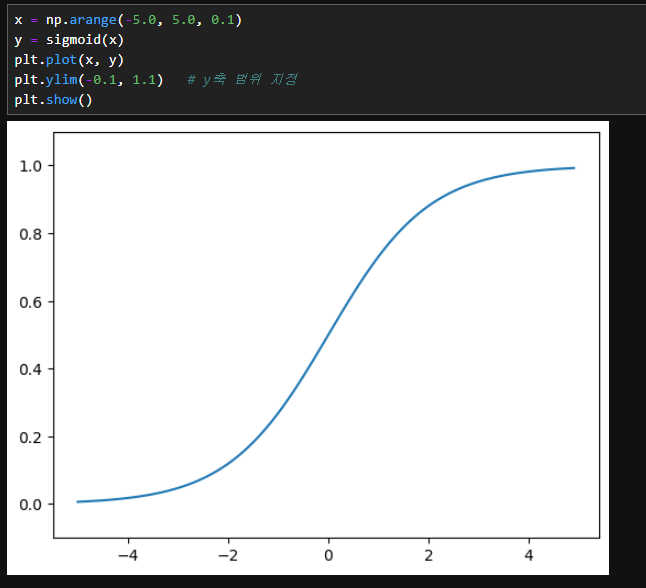 x = np.arange(-5.0, 5.0, 0.1)
y = sigmoid(x)
plt.plot(x, y)
plt.ylim(-0.1, 1.1)   # y축 범위 지정
plt.show()
1.0
0.8
0.6
0.4
0.2
0.0
−4 −2 0 2 4